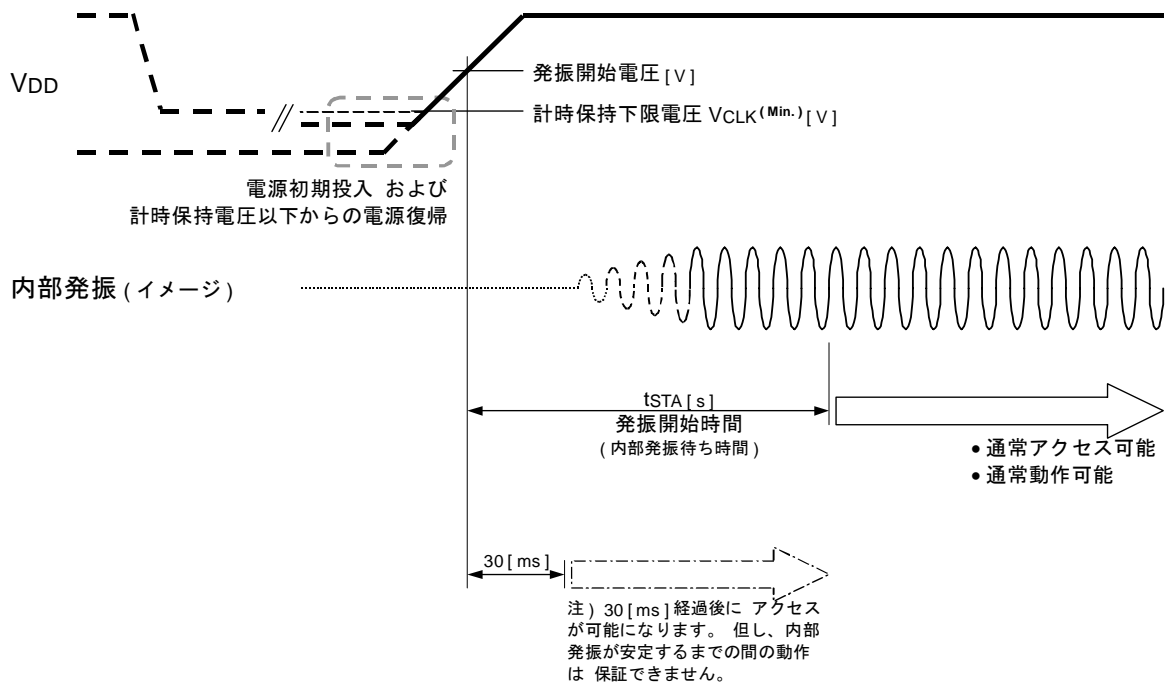 VDD
発振開始電圧 [ V ]
計時保持下限電圧 VCLK(Min.) [ V ]
電源初期投入 および
計時保持電圧以下からの電源復帰
内部発振 ( イメージ )
tSTA [ s ]
発振開始時間
( 内部発振待ち時間 )
• 通常アクセス可能
• 通常動作可能
30 [ ms ]
注 ) 30 [ ms ] 経過後に アクセス
が可能になります。 但し、内部
発振が安定するまでの間の動作
は 保証できません。